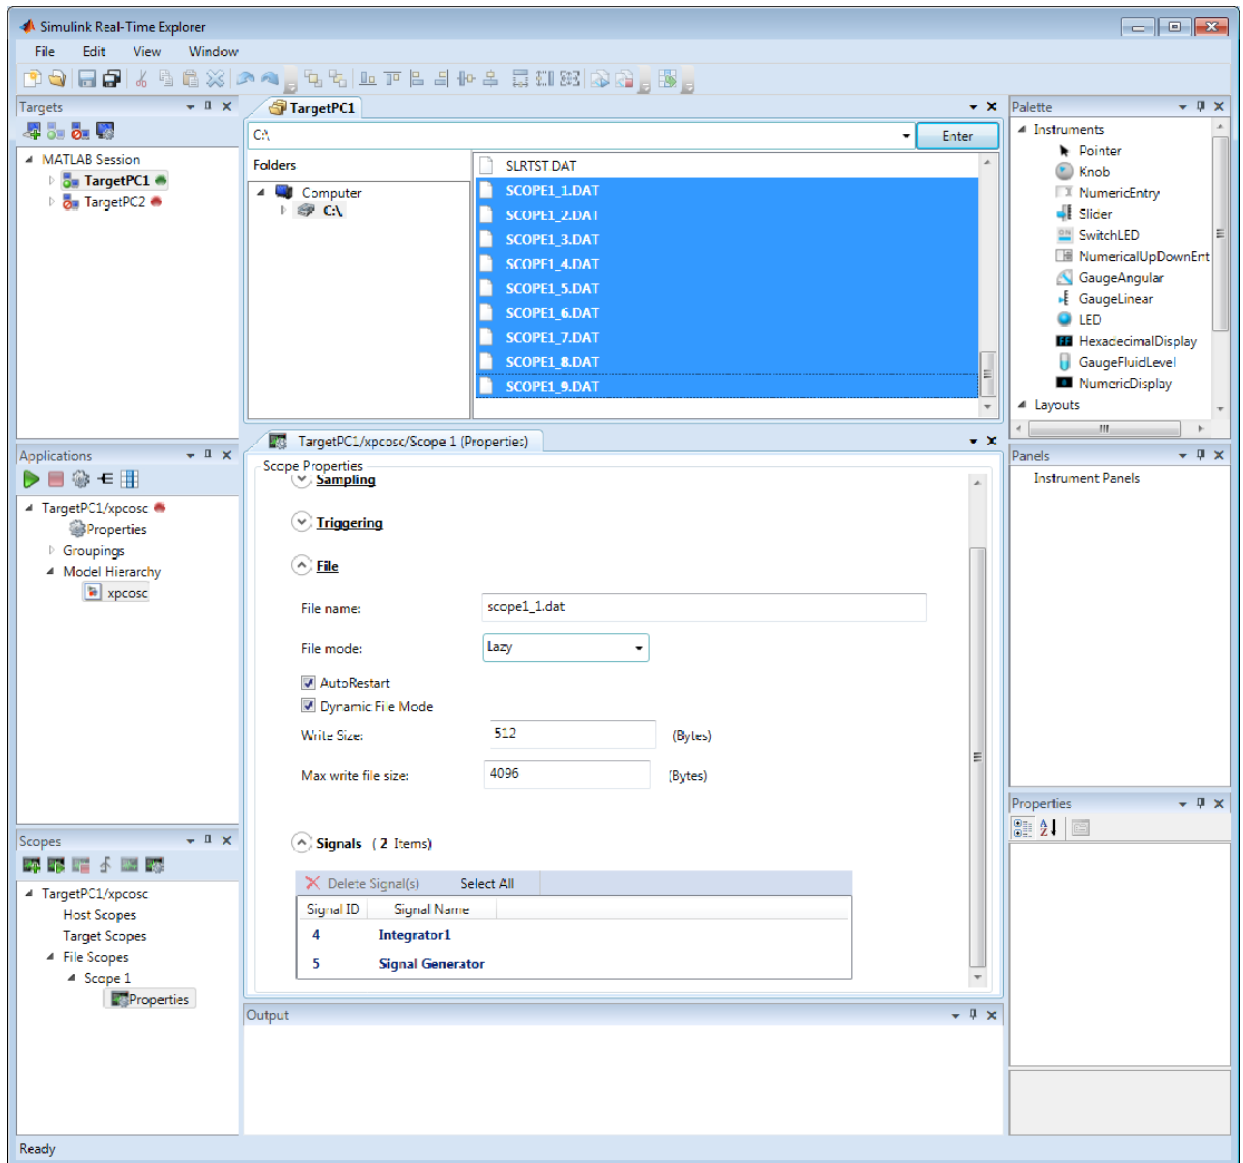 Simulink Real-Time Explorer
File Edit View Window
Targets
MATLAB Session
TargetPC1
TargetPC2
TargetPC1
C:\
Enter
Folders
Computer
C:\
SLRTST DAT
SCOPE1_1.DAT
SCOPE1_2.DAT
SCOPE1_3.DAT
SCOPE1_4.DAT
SCOPE1_5.DAT
SCOPE1_6.DAT
SCOPE1_7.DAT
SCOPE1_8.DAT
SCOPE1_9.DAT
Palette
Instruments
Pointer
Knob
NumericEntry
Slider
SwitchLED
NumericalUpDownEnt
GaugeAngular
GaugeLinear
LED
HexadecimalDisplay
GaugeFluidLevel
NumericDisplay
Layouts
Applications
TargetPC1/xpcosc
Properties
Groupings
Model Hierarchy
xpcosc
TargetPC1/xpcosc/Scope 1 (Properties)
Scope Properties
Sampling
Triggering
File
File name: scope1_1.dat
File mode: Lazy
AutoRestart
Dynamic File Mode
Write Size: 512 (Bytes)
Max write file size: 4096 (Bytes)
Signals ( 2 Items)
Delete Signal(s) Select All
Signal ID Signal Name
4 Integrator1
5 Signal Generator
Panels
Instrument Panels
Properties
Scopes
TargetPC1/xpcosc
Host Scopes
Target Scopes
File Scopes
Scope 1
Properties
Output
Ready